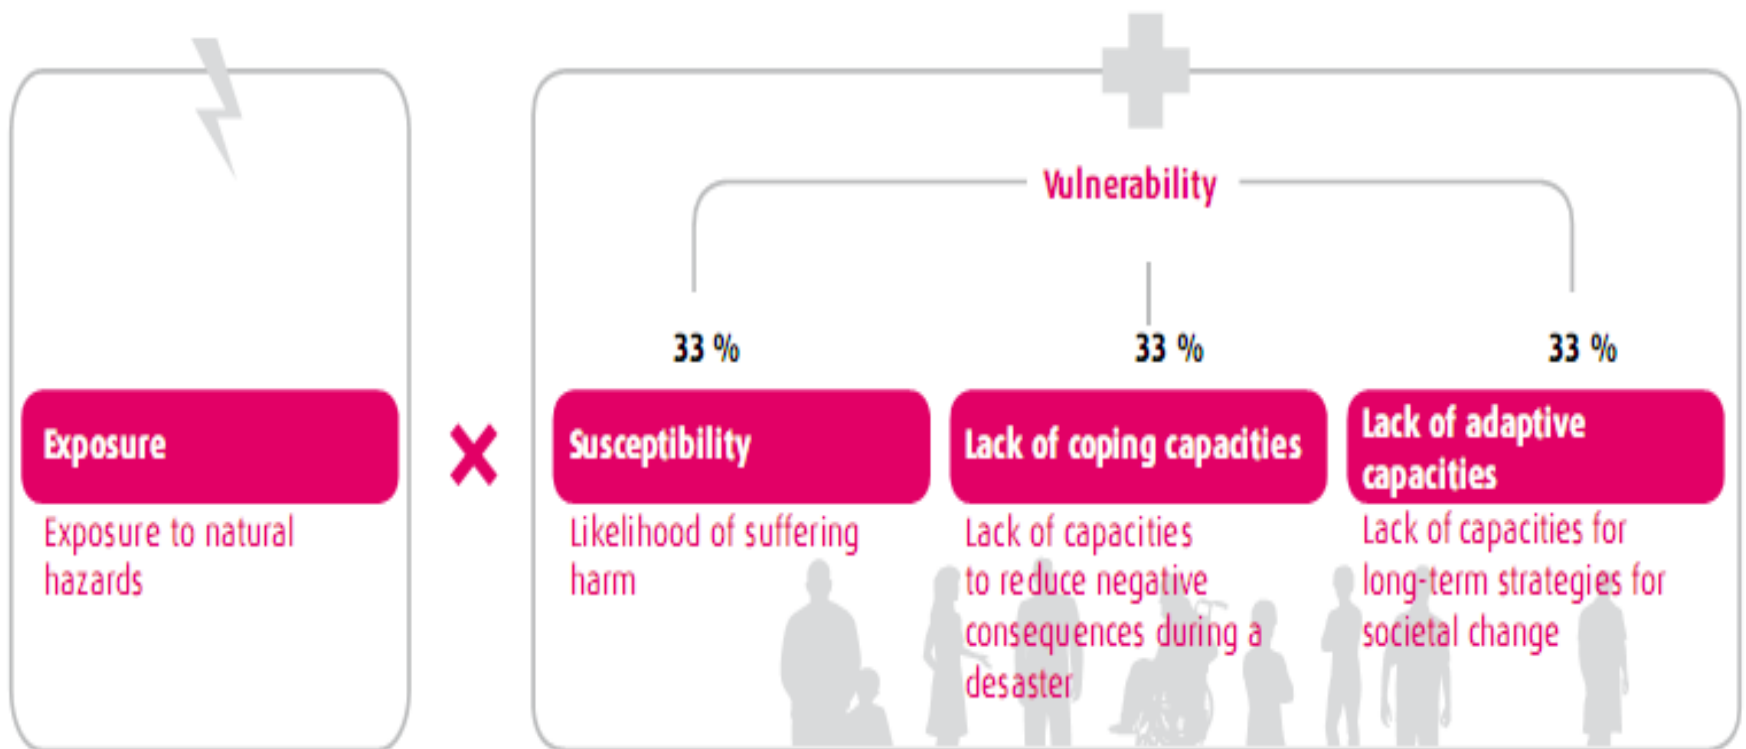 Vulnerability
33 %
33 %
33 %
Exposure
Exposure to natural
hazards
Susceptibility
Likelihood of suffering
harm
Lack of coping capacities
Lack of capacities
to reduce negative
consequences during a
desaster
Lack of adaptive
capacities
Lack of capacities for
long-term strategies for
societal change